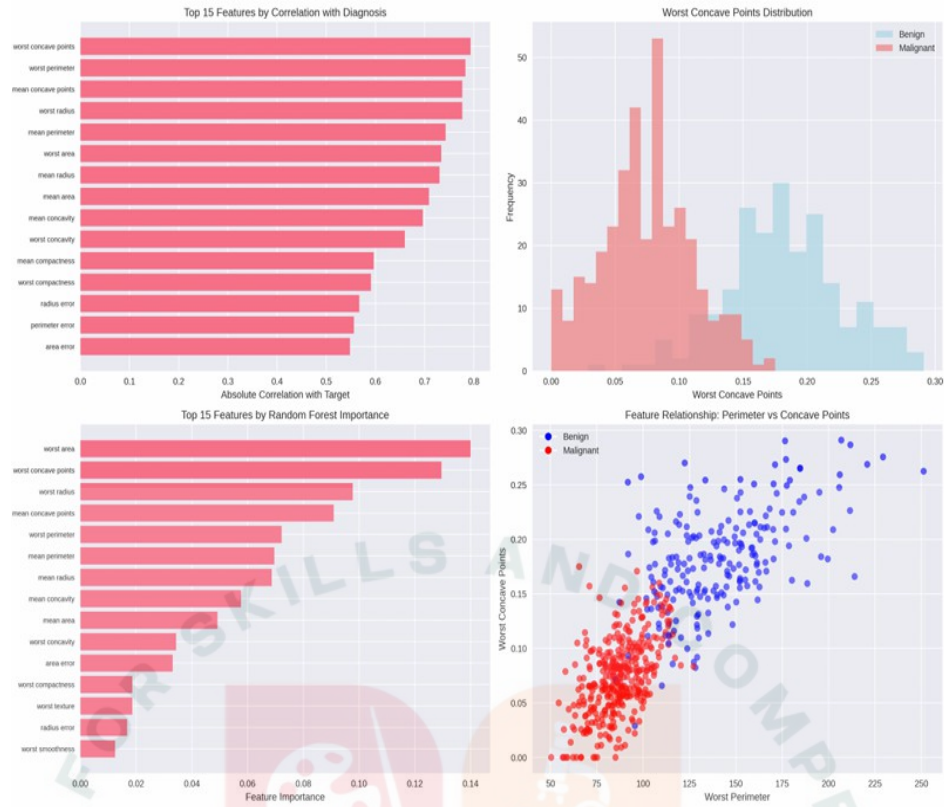 Top 15 Features by Correlation with Diagnosis
worst concave points
worst perimeter
mean concave points
worst radius
mean perimeter
worst area
mean radius
mean area
mean concavity
worst concavity
mean compactness
worst compactness
radius error
perimeter error
area error
0.0 0.1 0.2 0.3 0.4 0.5 0.6 0.7 0.8
Absolute Correlation with Target
Worst Concave Points Distribution
Benign
Malignant
50
40
30
20
10
0
Frequency
0.00 0.05 0.10 0.15 0.20 0.25 0.30
Worst Concave Points
Top 15 Features by Random Forest Importance
worst area
worst concave points
worst radius
mean concave points
worst perimeter
mean perimeter
mean radius
mean concavity
mean area
worst concavity
area error
worst compactness
worst texture
radius error
worst smoothness
0.00 0.02 0.04 0.06 0.08 0.10 0.12 0.14
Feature Importance
Feature Relationship: Perimeter vs Concave Points
Benign
Malignant
0.30
0.25
0.20
0.15
0.10
0.05
0.00
Worst Concave Points
50 75 100 125 150 175 200 225 250
Worst Perimeter
FOR SKILLS AND COMPE